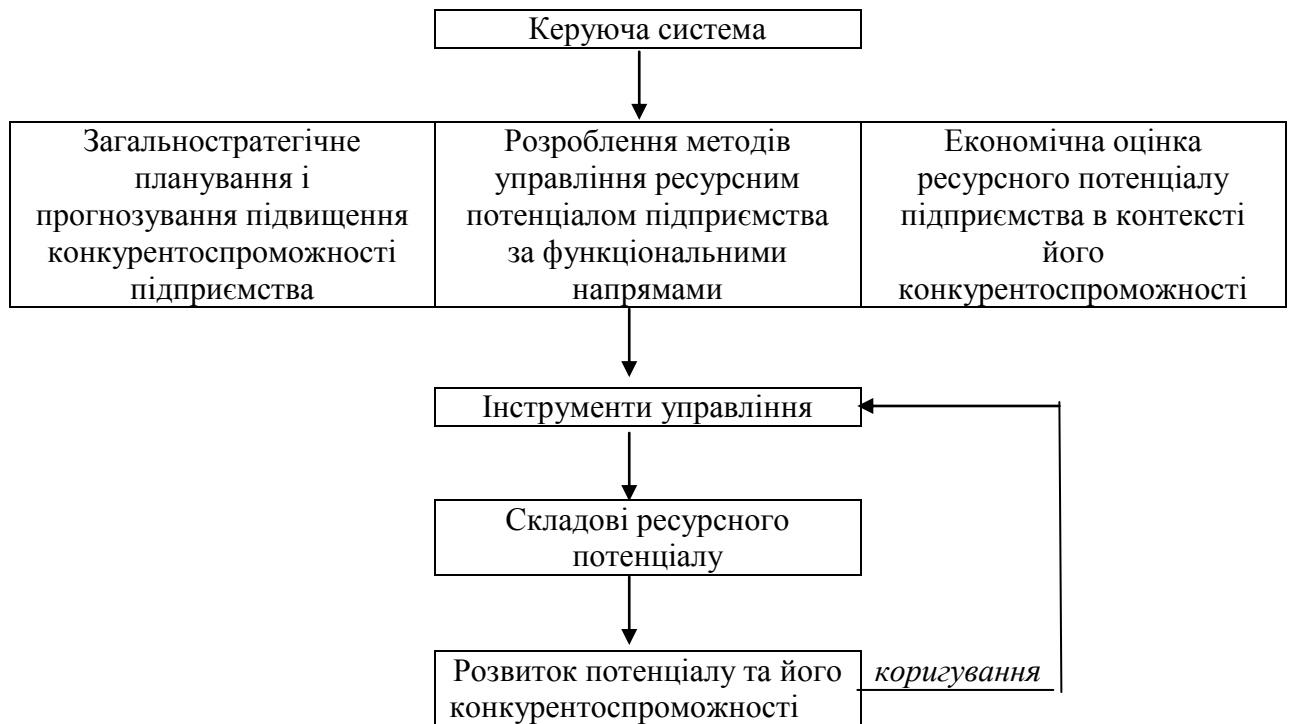 Керуюча система
Загальностратегічне
планування і
прогнозування підвищення
конкурентоспроможності
підприємства
Розроблення методів
управління ресурсним
потенціалом підприємства
за функціональними
напрямами
Економічна оцінка
ресурсного потенціалу
підприємства в контексті
його
конкурентоспроможності
Інструменти управління
Складові ресурсного
потенціалу
Розвиток потенціалу та його
конкурентоспроможності
коригування